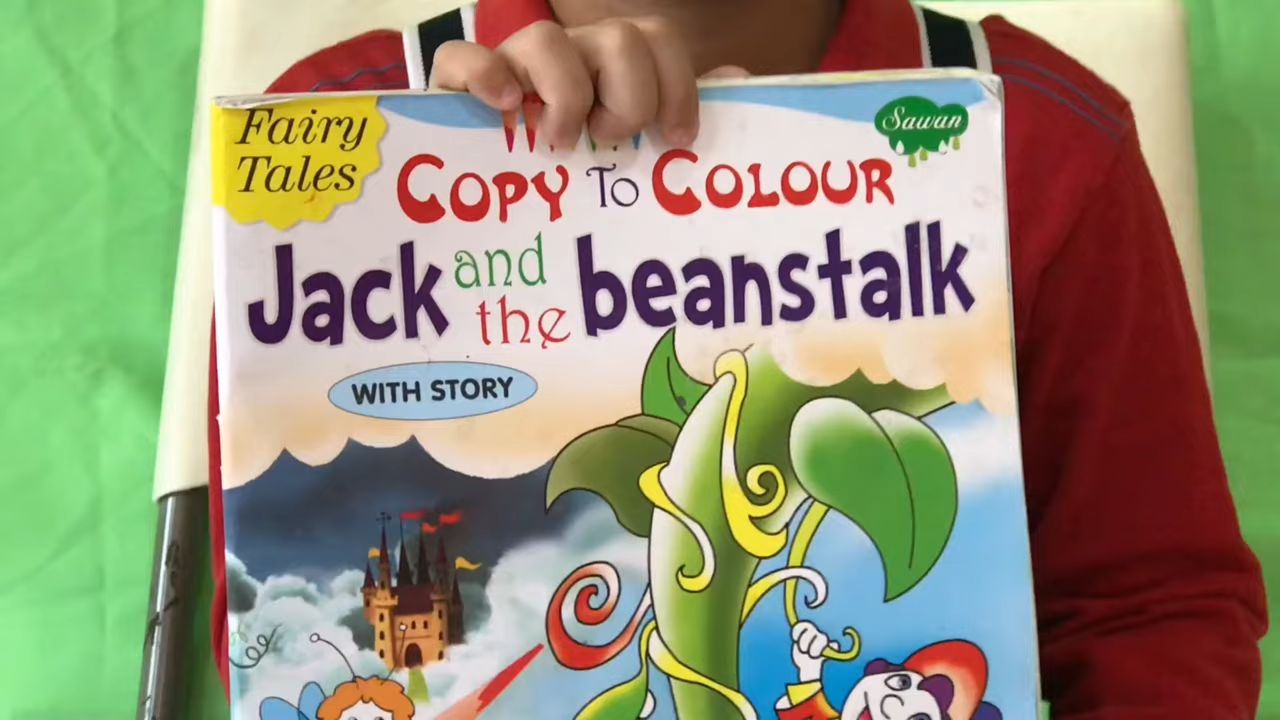 Fairy
Tales
Sawan
COPY TO COLOUR
Jack and the beanstalk
WITH STORY